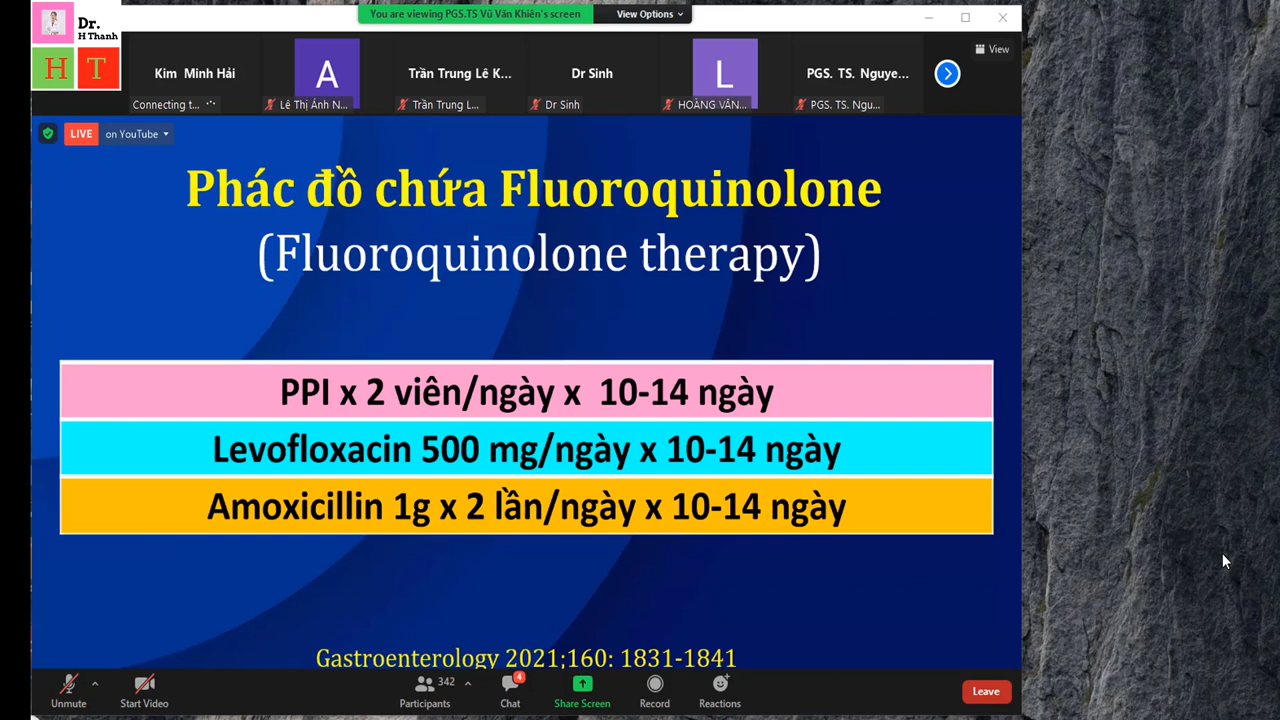 Dr.
H Thanh
H T
You are viewing PGS.TS Vũ Văn Khiên's screen
View Options
View
Kim Minh Hải
A
Trần Trung Lê K...
Dr Sinh
L
PGS. TS. Nguye...
Connecting t...
Lê Thị Ánh N...
Trần Trung L...
Dr Sinh
HOÀNG VĂN...
PGS. TS. Ngu...
LIVE
on YouTube
Phác đồ chứa Fluoroquinolone
(Fluoroquinolone therapy)
PPI x 2 viên/ngày x 10-14 ngày
Levofloxacin 500 mg/ngày x 10-14 ngày
Amoxicillin 1g x 2 lần/ngày x 10-14 ngày
Gastroenterology 2021;160: 1831-1841
342
4
Unmute
Start Video
Participants
Chat
Share Screen
Record
Reactions
Leave